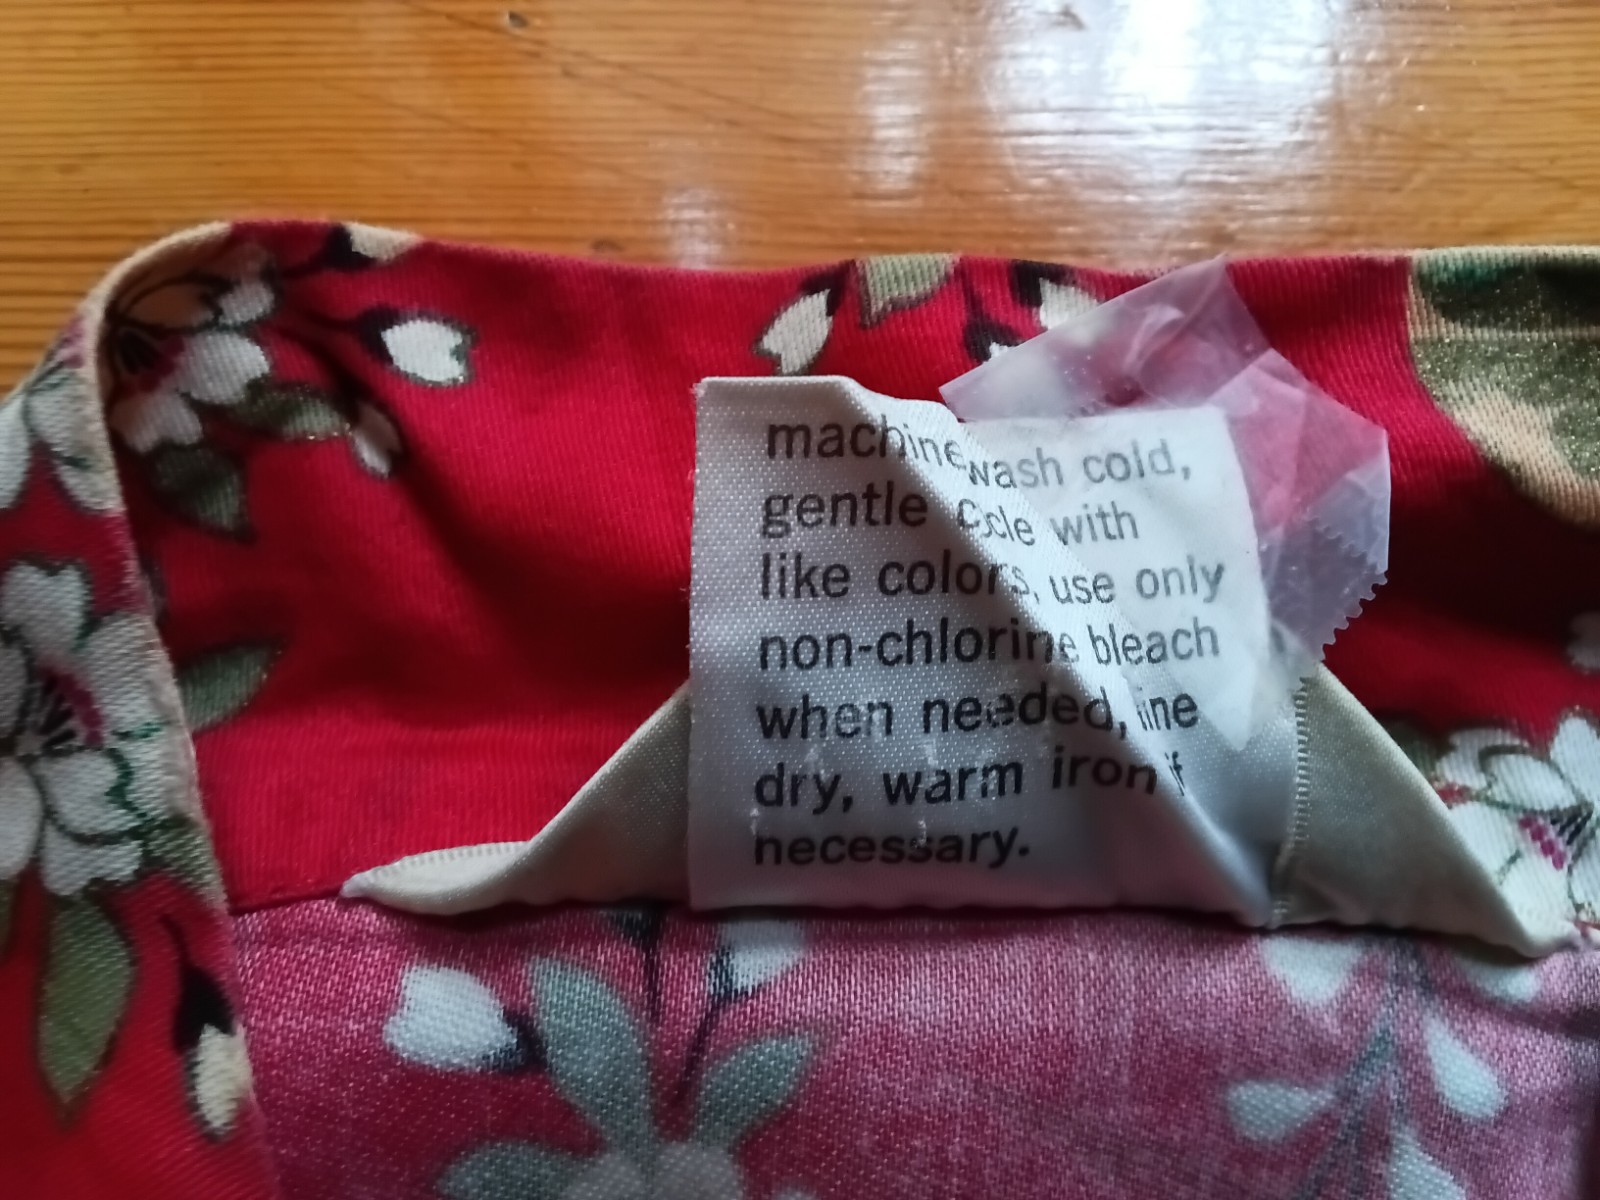 machine wash cold,
gentle cycle with
like colors, use only
non-chlorine bleach
when needed, line
dry, warm iron if
necessary.